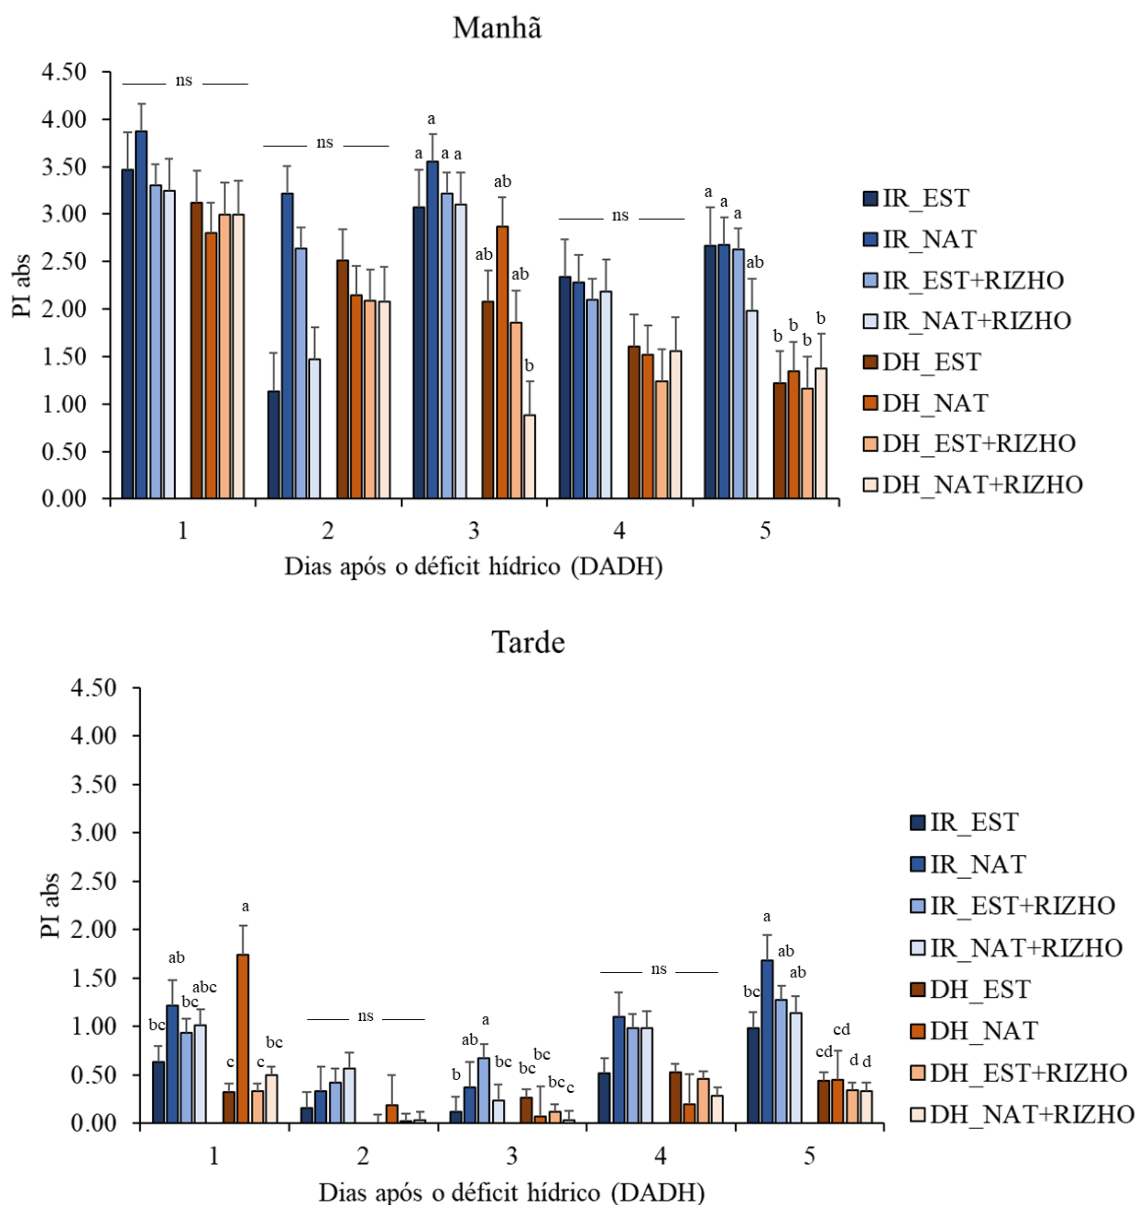 Manhã
4.50
4.00
3.50
3.00
2.50
2.00
1.50
1.00
0.50
0.00
PI abs
ns
ns
a a a a
ab ab ab b
ns
a a a ab
b b b b
1 2 3 4 5
Dias após o déficit hídrico (DADH)
IR_EST
IR_NAT
IR_EST+RIZHO
IR_NAT+RIZHO
DH_EST
DH_NAT
DH_EST+RIZHO
DH_NAT+RIZHO
Tarde
4.50
4.00
3.50
3.00
2.50
2.00
1.50
1.00
0.50
0.00
PI abs
bc ab bc abc
c a c bc
ns
b ab a bc
bc bc bc c
ns
bc a ab ab
cd cd d d
1 2 3 4 5
Dias após o déficit hídrico (DADH)
IR_EST
IR_NAT
IR_EST+RIZHO
IR_NAT+RIZHO
DH_EST
DH_NAT
DH_EST+RIZHO
DH_NAT+RIZHO